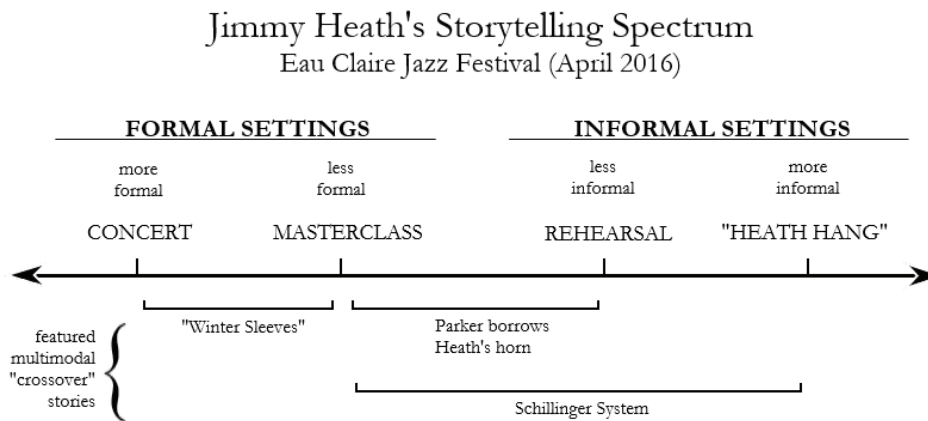 Jimmy Heath's Storytelling Spectrum
Eau Claire Jazz Festival (April 2016)
FORMAL SETTINGS
INFORMAL SETTINGS
more
formal
less
formal
less
informal
more
informal
CONCERT
MASTERCLASS
REHEARSAL
"HEATH HANG"
featured
multimodal
"crossover"
stories
"Winter Sleeves"
Parker borrows
Heath's horn
Schillinger System